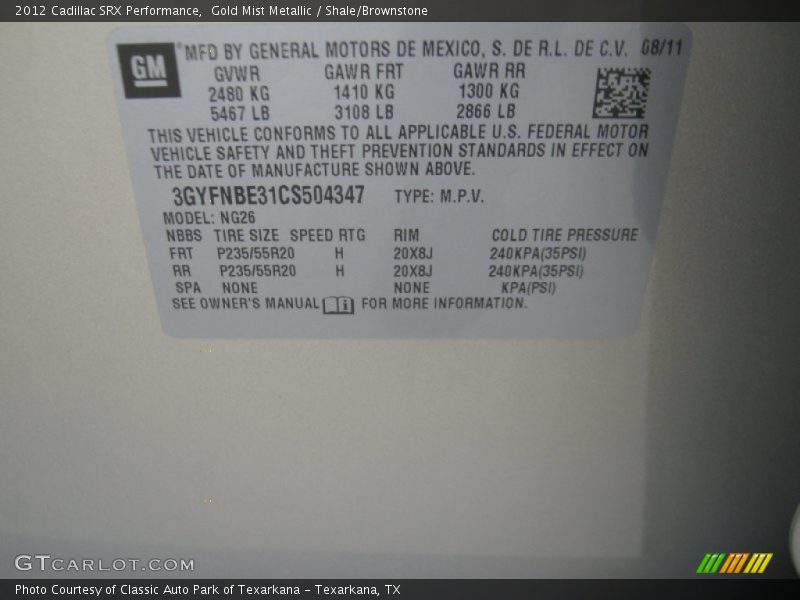 2012 Cadillac SRX Performance,  Gold Mist Metallic / Shale/Brownstone
GM
® MFD BY GENERAL MOTORS DE MEXICO, S. DE R.L. DE C.V. 08/11
GVWR GAWR FRT GAWR RR
2480 KG 1410 KG 1300 KG
5467 LB 3108 LB 2866 LB
THIS VEHICLE CONFORMS TO ALL APPLICABLE U.S. FEDERAL MOTOR
VEHICLE SAFETY AND THEFT PREVENTION STANDARDS IN EFFECT ON
THE DATE OF MANUFACTURE SHOWN ABOVE.
3GYFNBE31CS504347 TYPE: M.P.V.
MODEL: NG26
NBBS TIRE SIZE SPEED RTG RIM COLD TIRE PRESSURE
FRT P235/55R20 H 20X8J 240KPA(35PSI)
RR P235/55R20 H 20X8J 240KPA(35PSI)
SPA NONE NONE KPA(PSI)
SEE OWNER'S MANUAL FOR MORE INFORMATION.
GTCARLOT.COM
Photo Courtesy of Classic Auto Park of Texarkana – Texarkana, TX